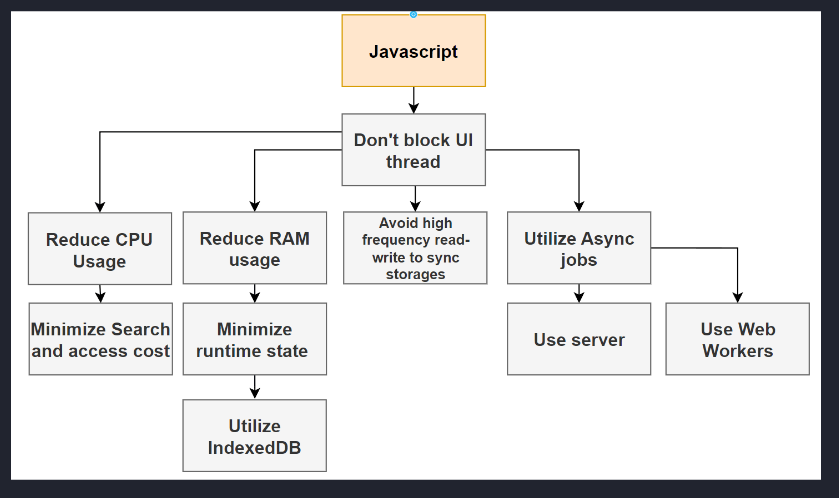 Javascript
Don't block UI
thread
Reduce CPU
Usage
Reduce RAM
usage
Avoid high
frequency read-
write to sync
storages
Utilize Async
jobs
Minimize Search
and access cost
Minimize
runtime state
Use server
Use Web
Workers
Utilize
IndexedDB